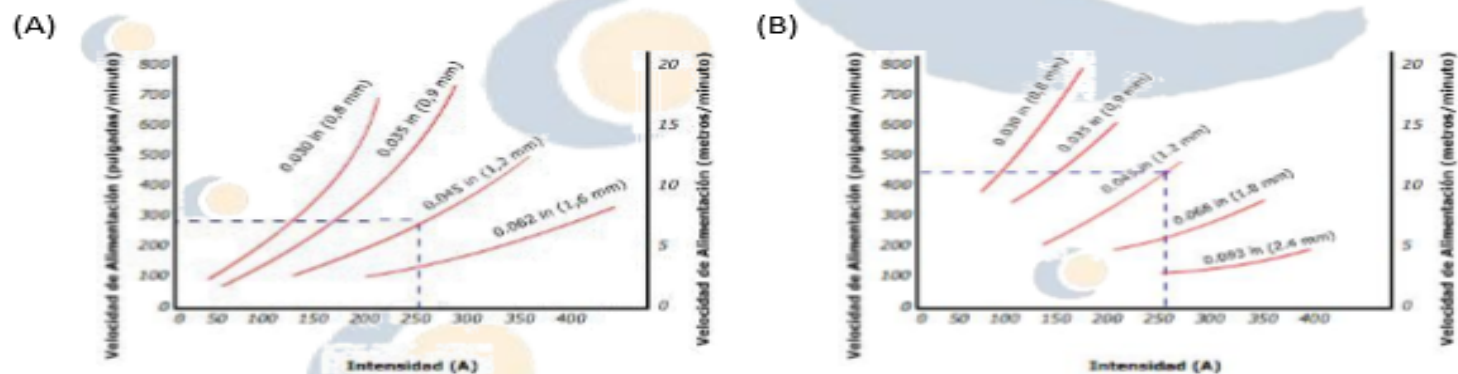 (A)
Velocidad de Alimentación (pulgadas/minuto)
800
700
600
500
400
300
200
100
0
0.030 in (0,8 mm)
0.035 in (0,9 mm)
0.045 in (1,2 mm)
0.062 in (1,6 mm)
20
15
10
5
0
Velocidad de Alimentación (metros/minuto)
0 50 100 150 200 250 300 350 400
Intensidad (A)
(B)
Velocidad de Alimentación (pulgadas/minuto)
800
700
600
500
400
300
200
100
0
0.030 in (0.8 mm)
0.035 in (0,9 mm)
0.045 in (1.2 mm)
0.068 in (1.8 mm)
0.093 in (2.4 mm)
20
15
10
5
0
Velocidad de Alimentación (metros/minuto)
0 50 100 150 200 250 300 350 400
Intensidad (A)